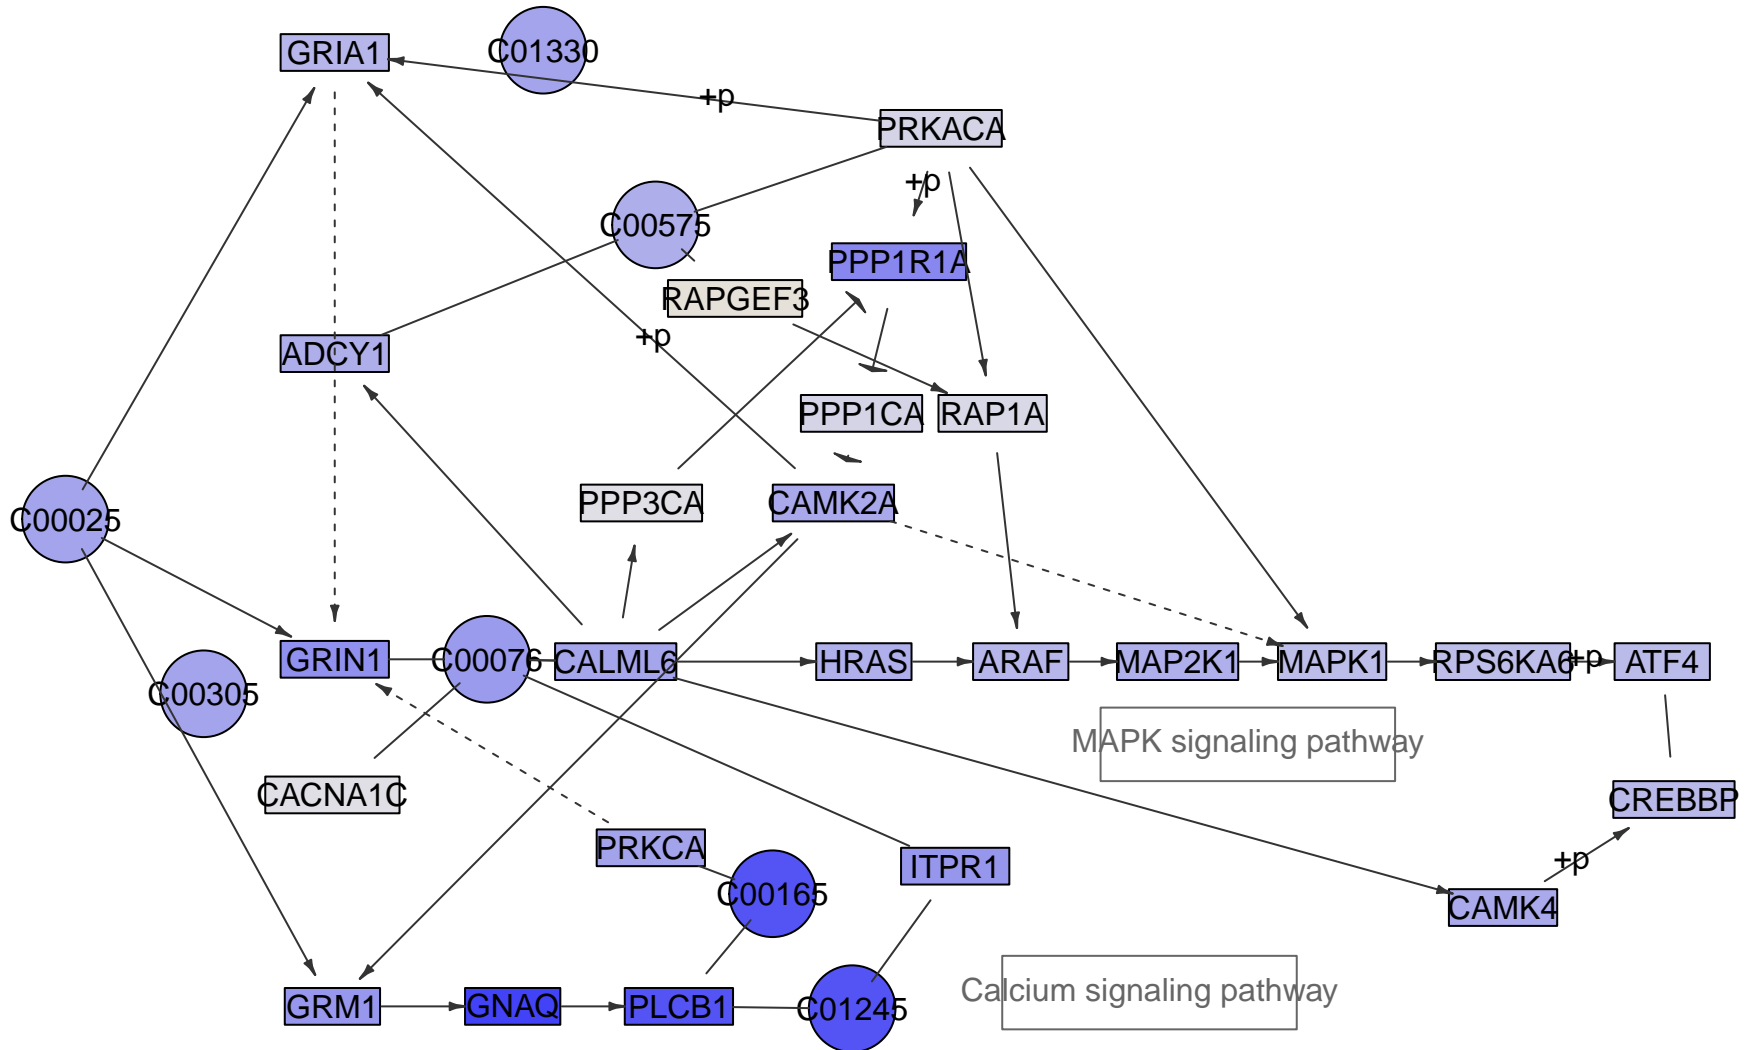 C01330
GRIA1
+p
PRKACA
+p
C00575
PPP1R1A
RAPGEF3
+p
ADCY1
PPP1CA
RAP1A
PPP3CA
CAMK2A
C00025
GRIN1
C00076
CALML6
HRAS
ARAF
MAP2K1
MAPK1
RPS6KA6
+p
ATF4
C00305
MAPK signaling pathway
CACNA1C
CREBBP
PRKCA
ITPR1
+p
C00165
CAMK4
Calcium signaling pathway
GRM1
GNAQ
PLCB1
C01245